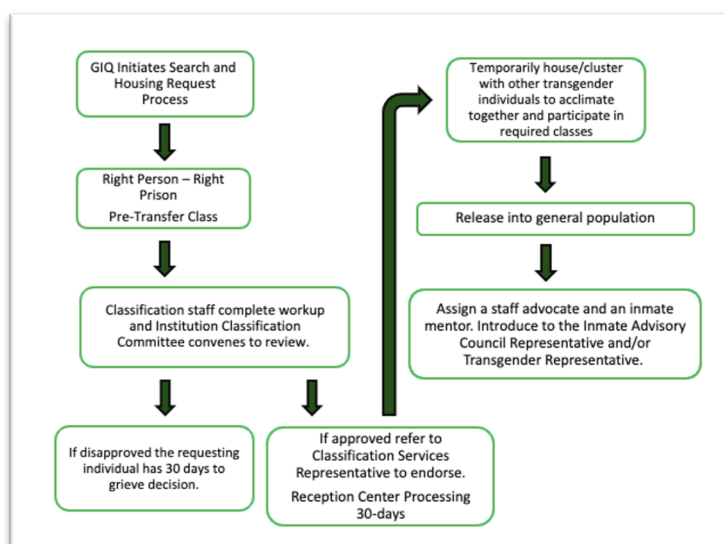 GIQ Initiates Search and
Housing Request
Process
Right Person – Right
Prison
Pre-Transfer Class
Classification staff complete workup
and Institution Classification
Committee convenes to review.
If disapproved the requesting
individual has 30 days to
grieve decision.
If approved refer to
Classification Services
Representative to endorse.
Reception Center Processing
30-days
Temporarily house/cluster
with other transgender
individuals to acclimate
together and participate in
required classes
Release into general population
Assign a staff advocate and an inmate
mentor. Introduce to the Inmate Advisory
Council Representative and/or
Transgender Representative.